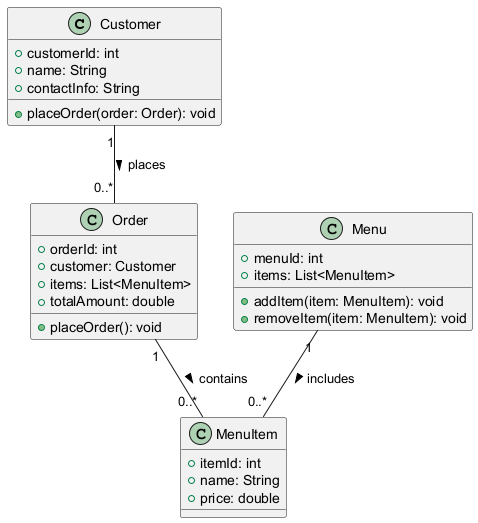 C Customer
customerId: int
name: String
contactInfo: String
placeOrder(order: Order): void
1
places
0..*
C Order
orderId: int
customer: Customer
items: List<MenuItem>
totalAmount: double
placeOrder(): void
C Menu
menuId: int
items: List<MenuItem>
addItem(item: MenuItem): void
removeItem(item: MenuItem): void
1
contains
0..*
1
includes
0..*
C MenuItem
itemId: int
name: String
price: double